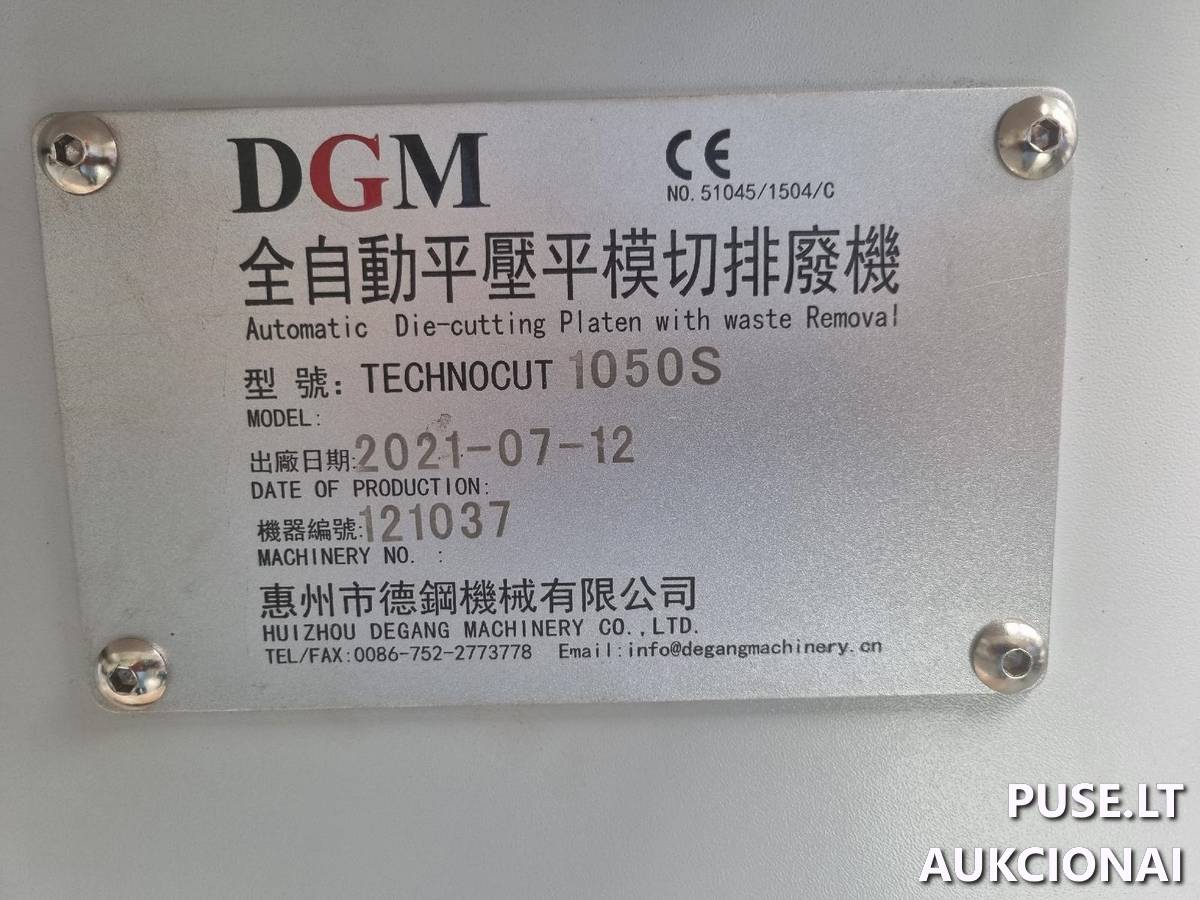 DGM
CE
NO. 51045/1504/C
全自動平壓平模切排廢機
Automatic Die-cutting Platen with waste Removal
型 號: TECHNOCUT 1050S
MODEL:
出廠日期: 2021-07-12
DATE OF PRODUCTION:
機器編號: 121037
MACHINERY NO. :
惠州市德鋼機械有限公司
HUIZHOU DEGANG MACHINERY CO.,LTD.
TEL/FAX:0086-752-2773778 Email:info@degangmachinery.cn
PUSE.LT
AUKCIONAI